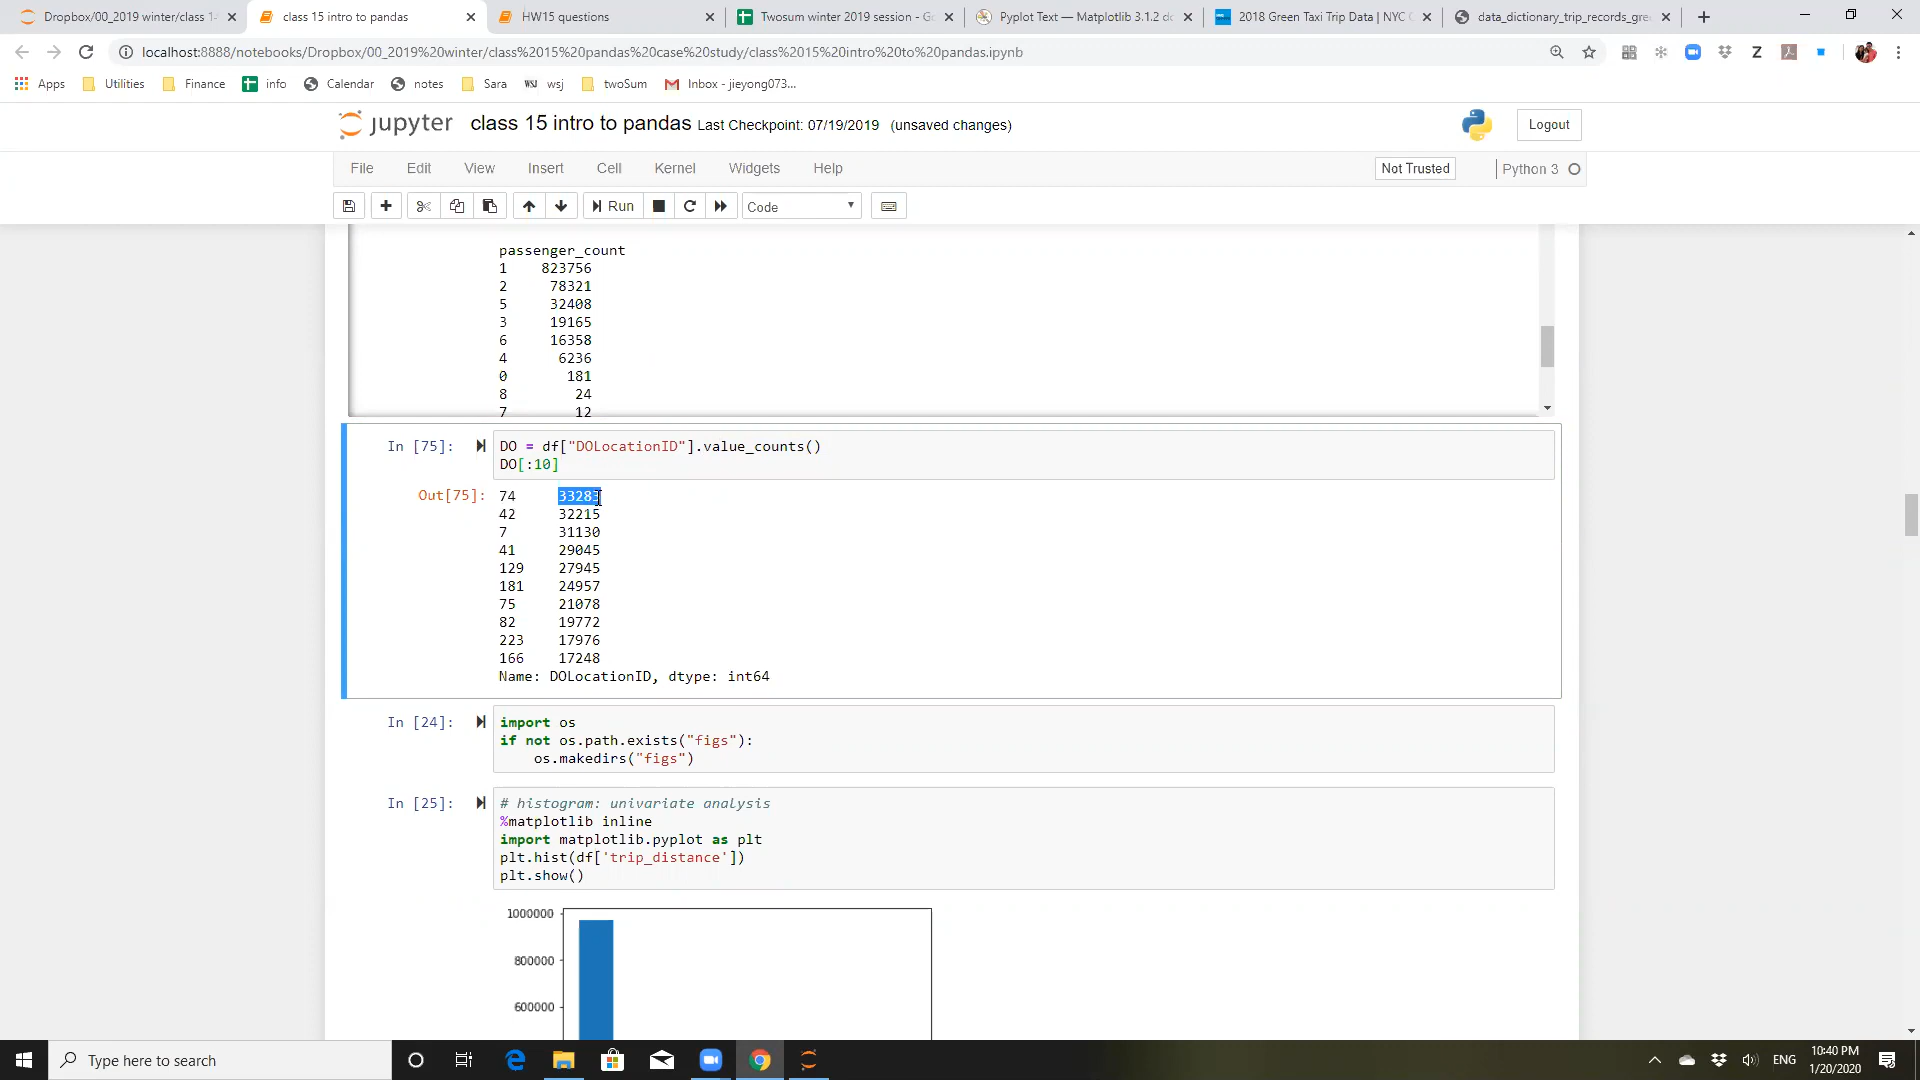 Dropbox/00_2019 winter/class 1
class 15 intro to pandas
HW15 questions
Twosum winter 2019 session - G
Pyplot Text — Matplotlib 3.1.2 d
2018 Green Taxi Trip Data | NYC
data_dictionary_trip_records_gre
localhost:8888/notebooks/Dropbox/00_2019%20winter/class%2015%20pandas%20case%20study/class%2015%20intro%20to%20pandas.ipynb
Apps Utilities Finance info Calendar notes Sara WSJ wsj twoSum Inbox - jieyong073...
jupyter class 15 intro to pandas Last Checkpoint: 07/19/2019 (unsaved changes)
Logout
File Edit View Insert Cell Kernel Widgets Help
Not Trusted Python 3
Run Code
passenger_count
1 823756
2 78321
5 32408
3 19165
6 16358
4 6236
0 181
8 24
7 12
In [75]: DO = df["DOLocationID"].value_counts()
DO[:10]
Out[75]: 74 33283
42 32215
7 31130
41 29045
129 27945
181 24957
75 21078
82 19772
223 17976
166 17248
Name: DOLocationID, dtype: int64
In [24]: import os
if not os.path.exists("figs"):
os.makedirs("figs")
In [25]: # histogram: univariate analysis
%matplotlib inline
import matplotlib.pyplot as plt
plt.hist(df['trip_distance'])
plt.show()
1000000
800000
600000
Type here to search
ENG
10:40 PM
1/20/2020